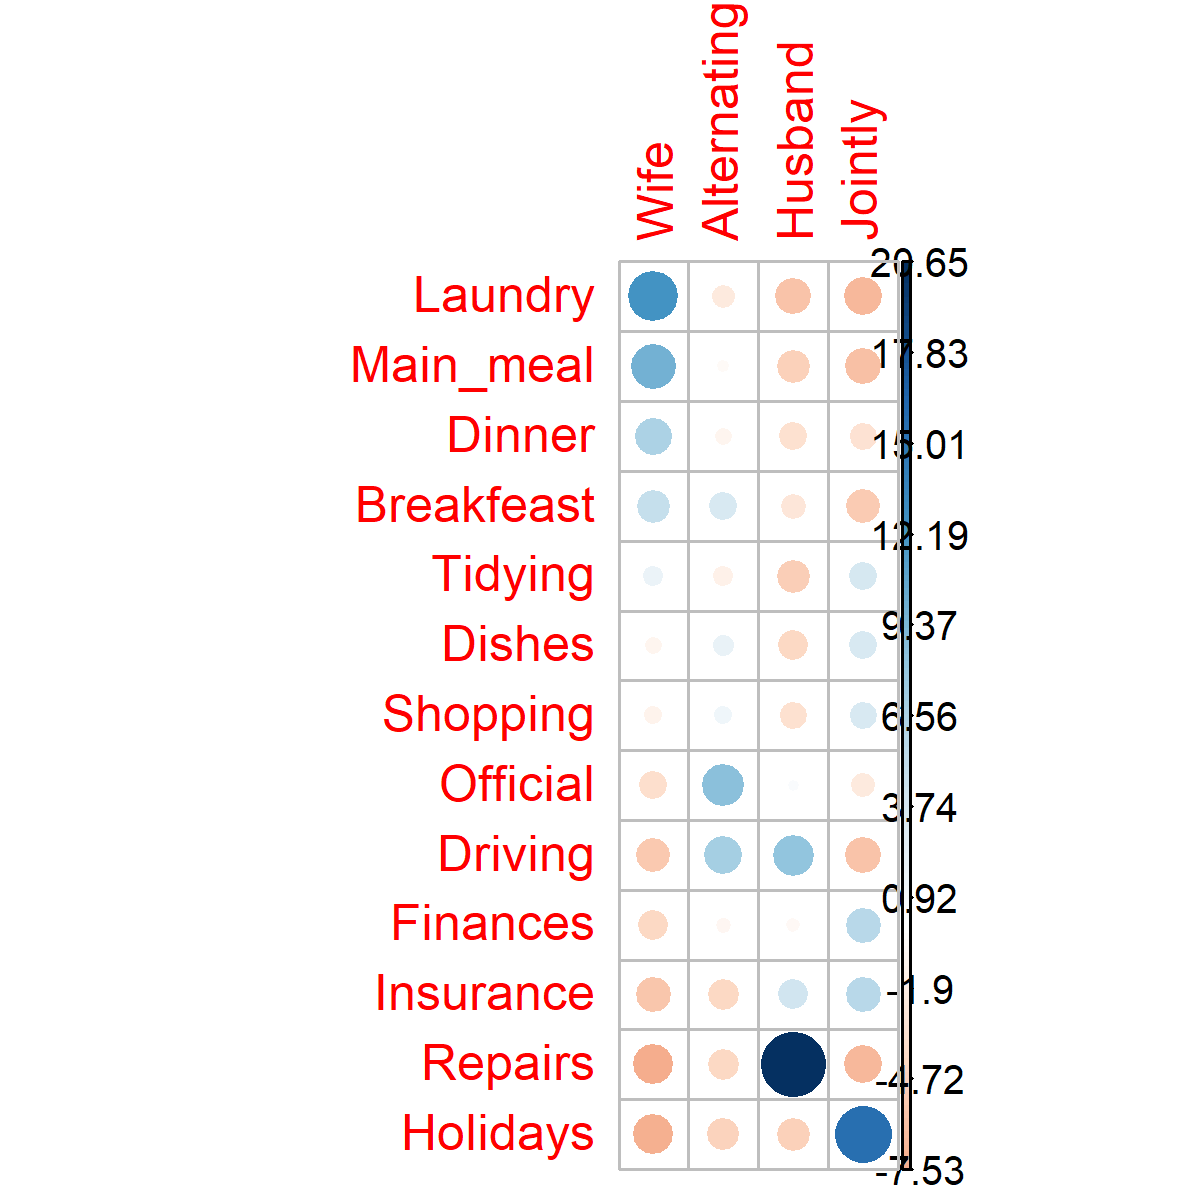 Wife
Alternating
Husband
Jointly
Laundry
Main_meal
Dinner
Breakfeast
Tidying
Dishes
Shopping
Official
Driving
Finances
Insurance
Repairs
Holidays
20.65
17.83
15.01
12.19
9.37
6.56
3.74
0.92
-1.9
-4.72
-7.53